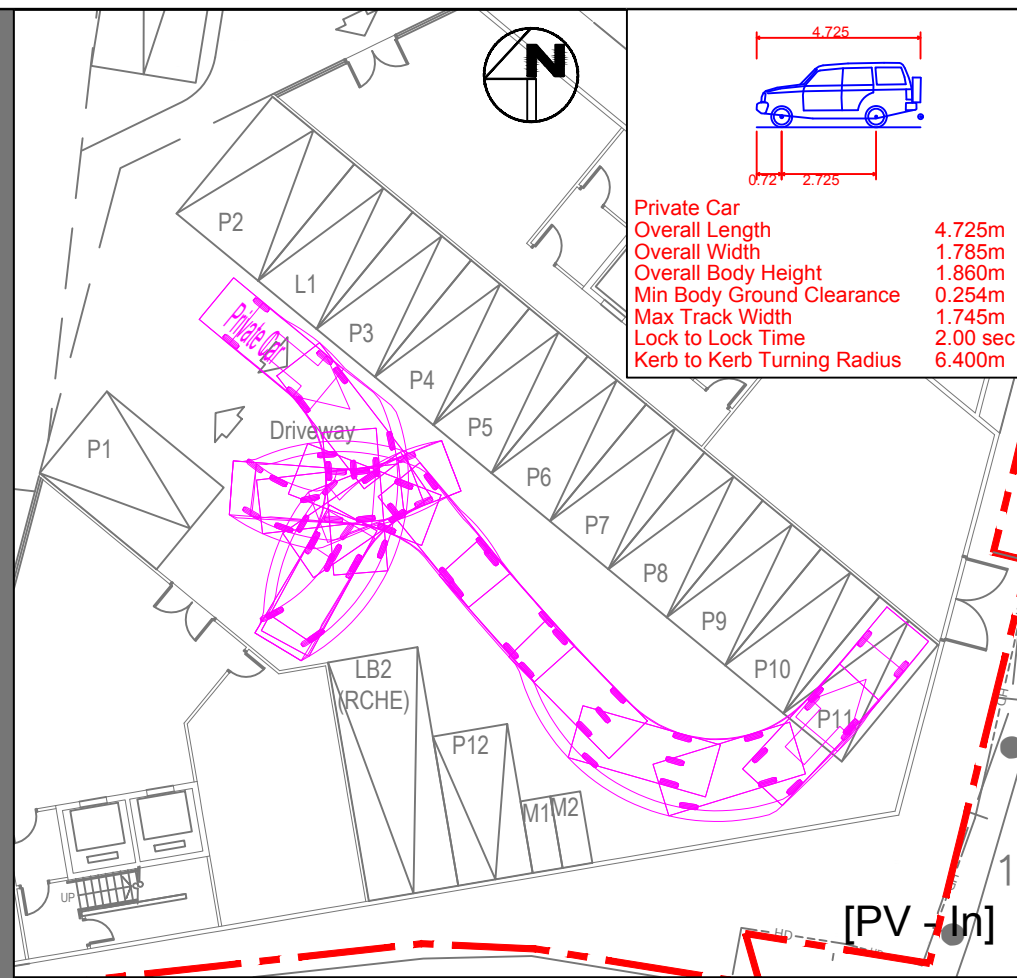 N
4.725
0.72 2.725
Private Car
Overall Length 4.725m
Overall Width 1.785m
Overall Body Height 1.860m
Min Body Ground Clearance 0.254m
Max Track Width 1.745m
Lock to Lock Time 2.00 sec
Kerb to Kerb Turning Radius 6.400m
P2
L1
Private Car
P3
P4
Driveway
P5
P1
P6
P7
P8
P9
P10
P11
LB2
(RCHE)
P12
M1 M2
UP
HD
HD
1
[PV - In]